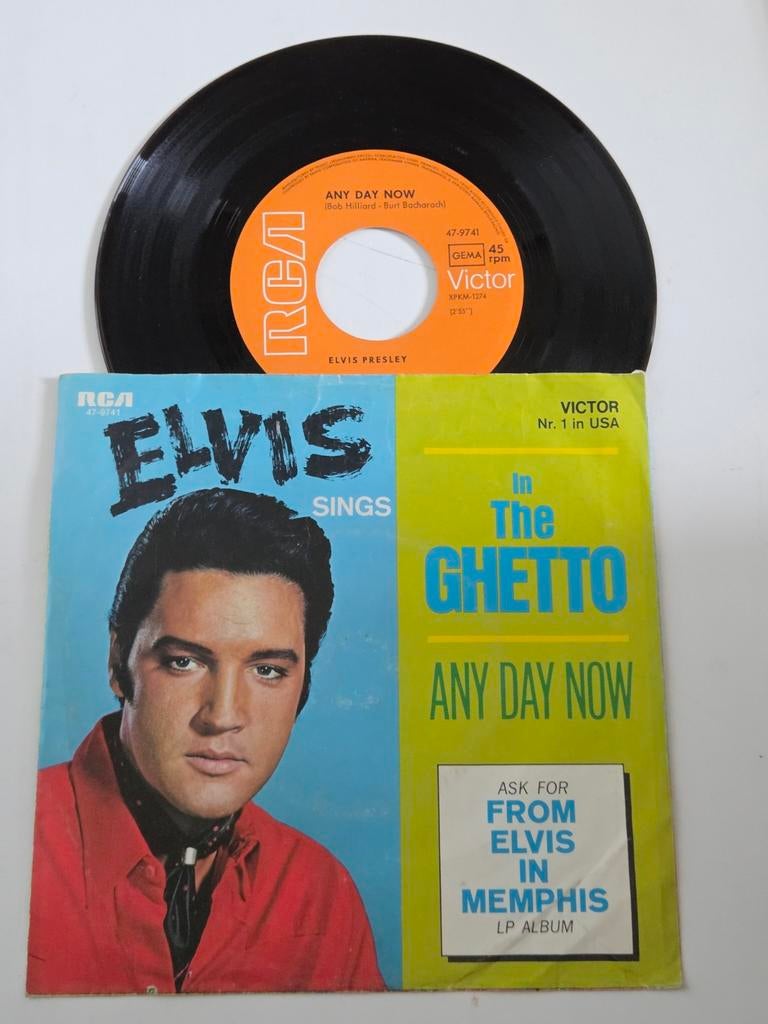 ANY DAY NOW
(Bob Hilliard - Burt Bacharach)
RCA
47-9741
GEMA
45
rpm
Victor
XPKM-1274
(2'55")
ELVIS PRESLEY
RCA
47-9741
ELVIS
SINGS
VICTOR
Nr. 1 in USA
In
The
GHETTO
ANY DAY NOW
ASK FOR
FROM
ELVIS
IN
MEMPHIS
LP ALBUM